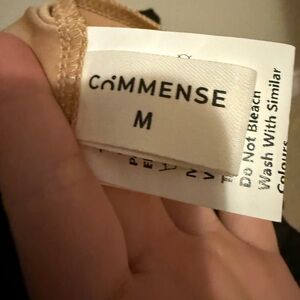 COMMENSE
M
Do Not Bleach
Wash With Similar
Colours